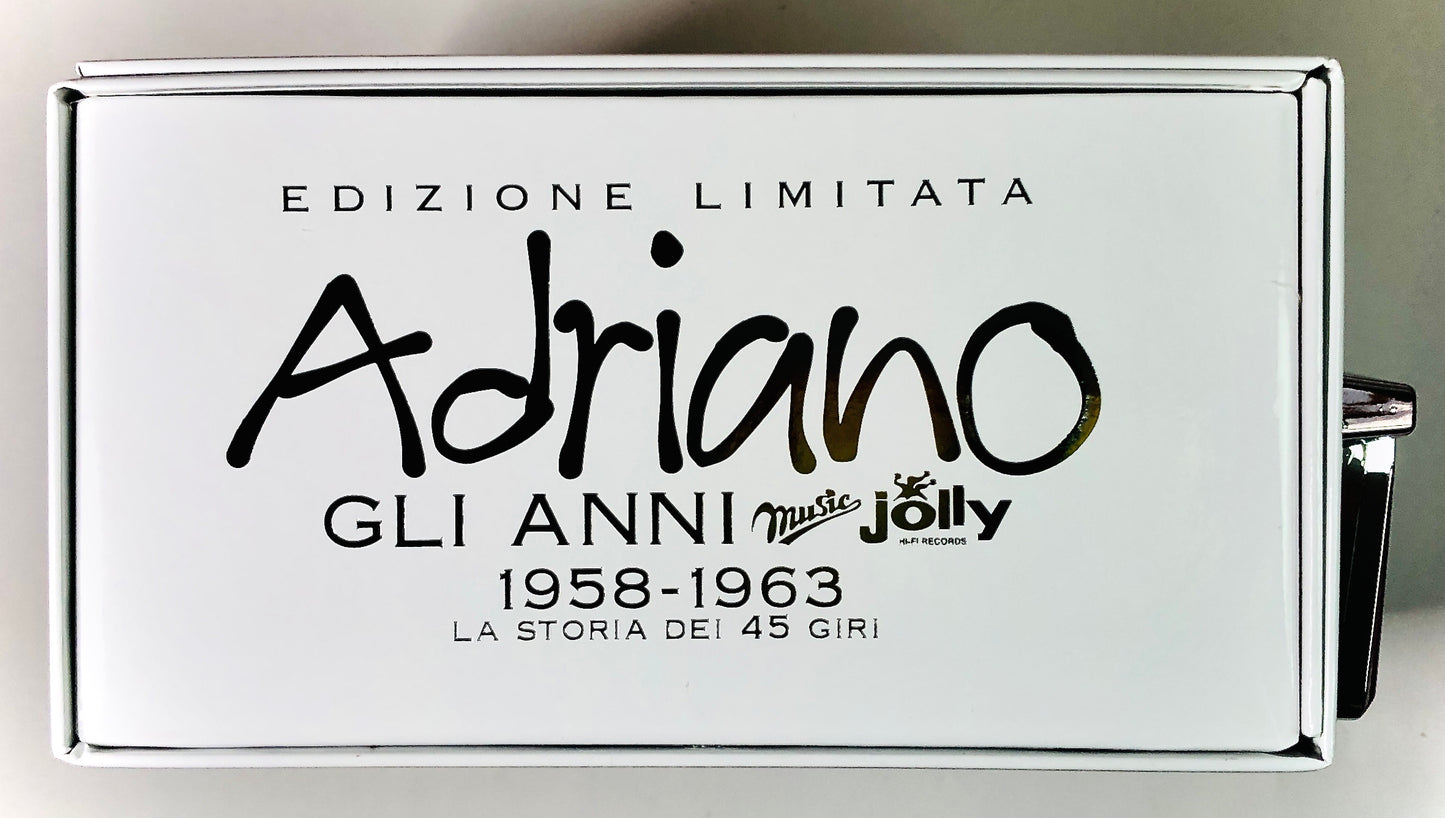 EDIZIONE LIMITATA
Adriano
GLI ANNI music jolly
HI-FI RECORDS
1958-1963
LA STORIA DEI 45 GIRI